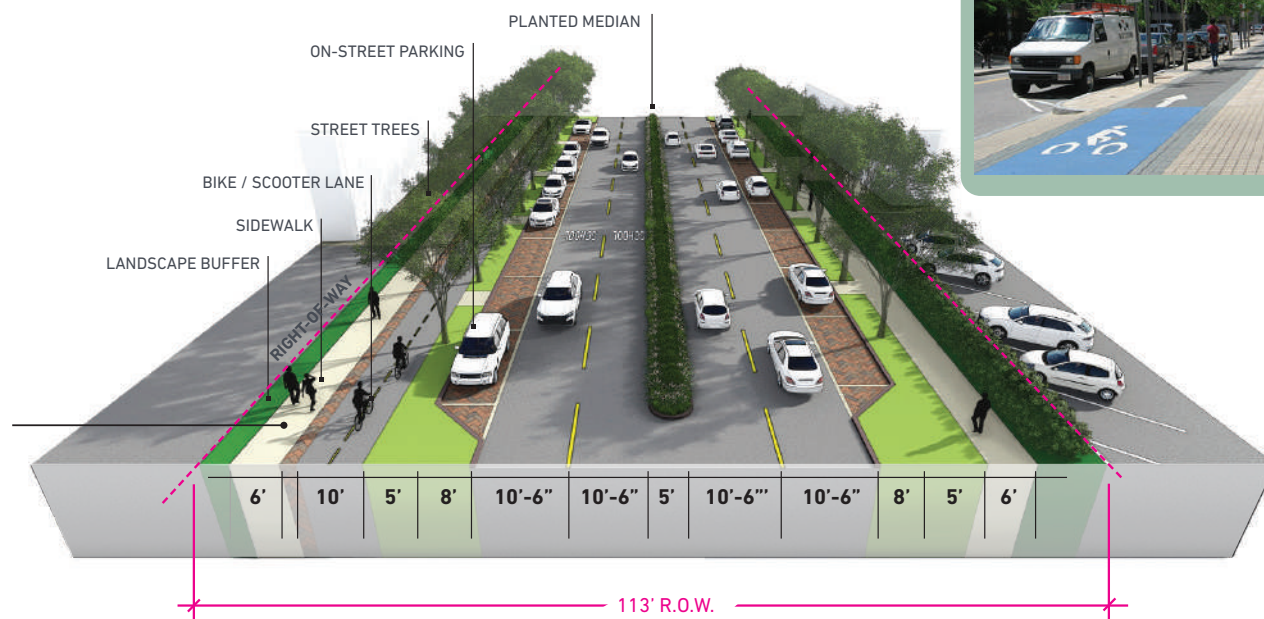 PLANTED MEDIAN
ON-STREET PARKING
STREET TREES
BIKE / SCOOTER LANE
SIDEWALK
LANDSCAPE BUFFER
RIGHT-OF-WAY
6’ 10’ 5’ 8’ 10’-6” 10’-6” 5’ 10’-6”’ 10’-6” 8’ 5’ 6’
113' R.O.W.